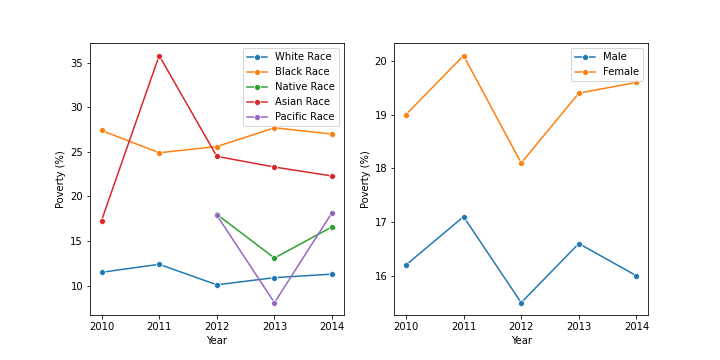 35
30
25
20
15
10
Poverty (%)
2010 2011 2012 2013 2014
Year
White Race
Black Race
Native Race
Asian Race
Pacific Race
20
19
18
17
16
Poverty (%)
2010 2011 2012 2013 2014
Year
Male
Female